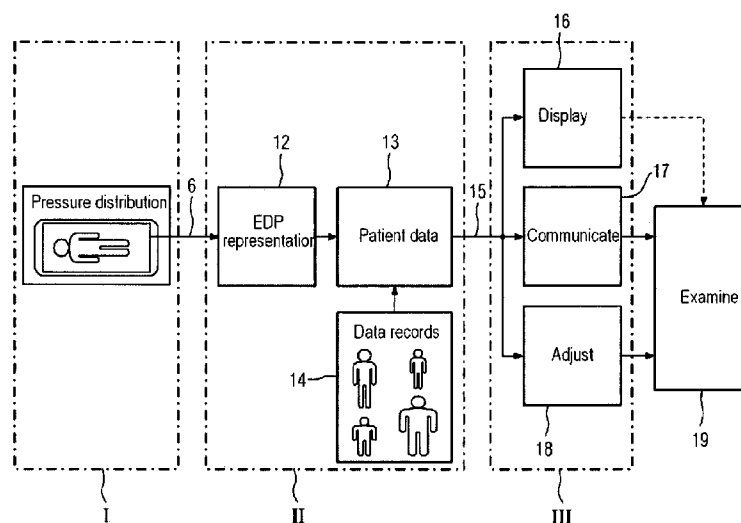 16
12
13
17
6
15
Pressure distribution
EDP
representation
Patient data
Display
Communicate
Examine
Data records
14
Adjust
18
19
I
II
III